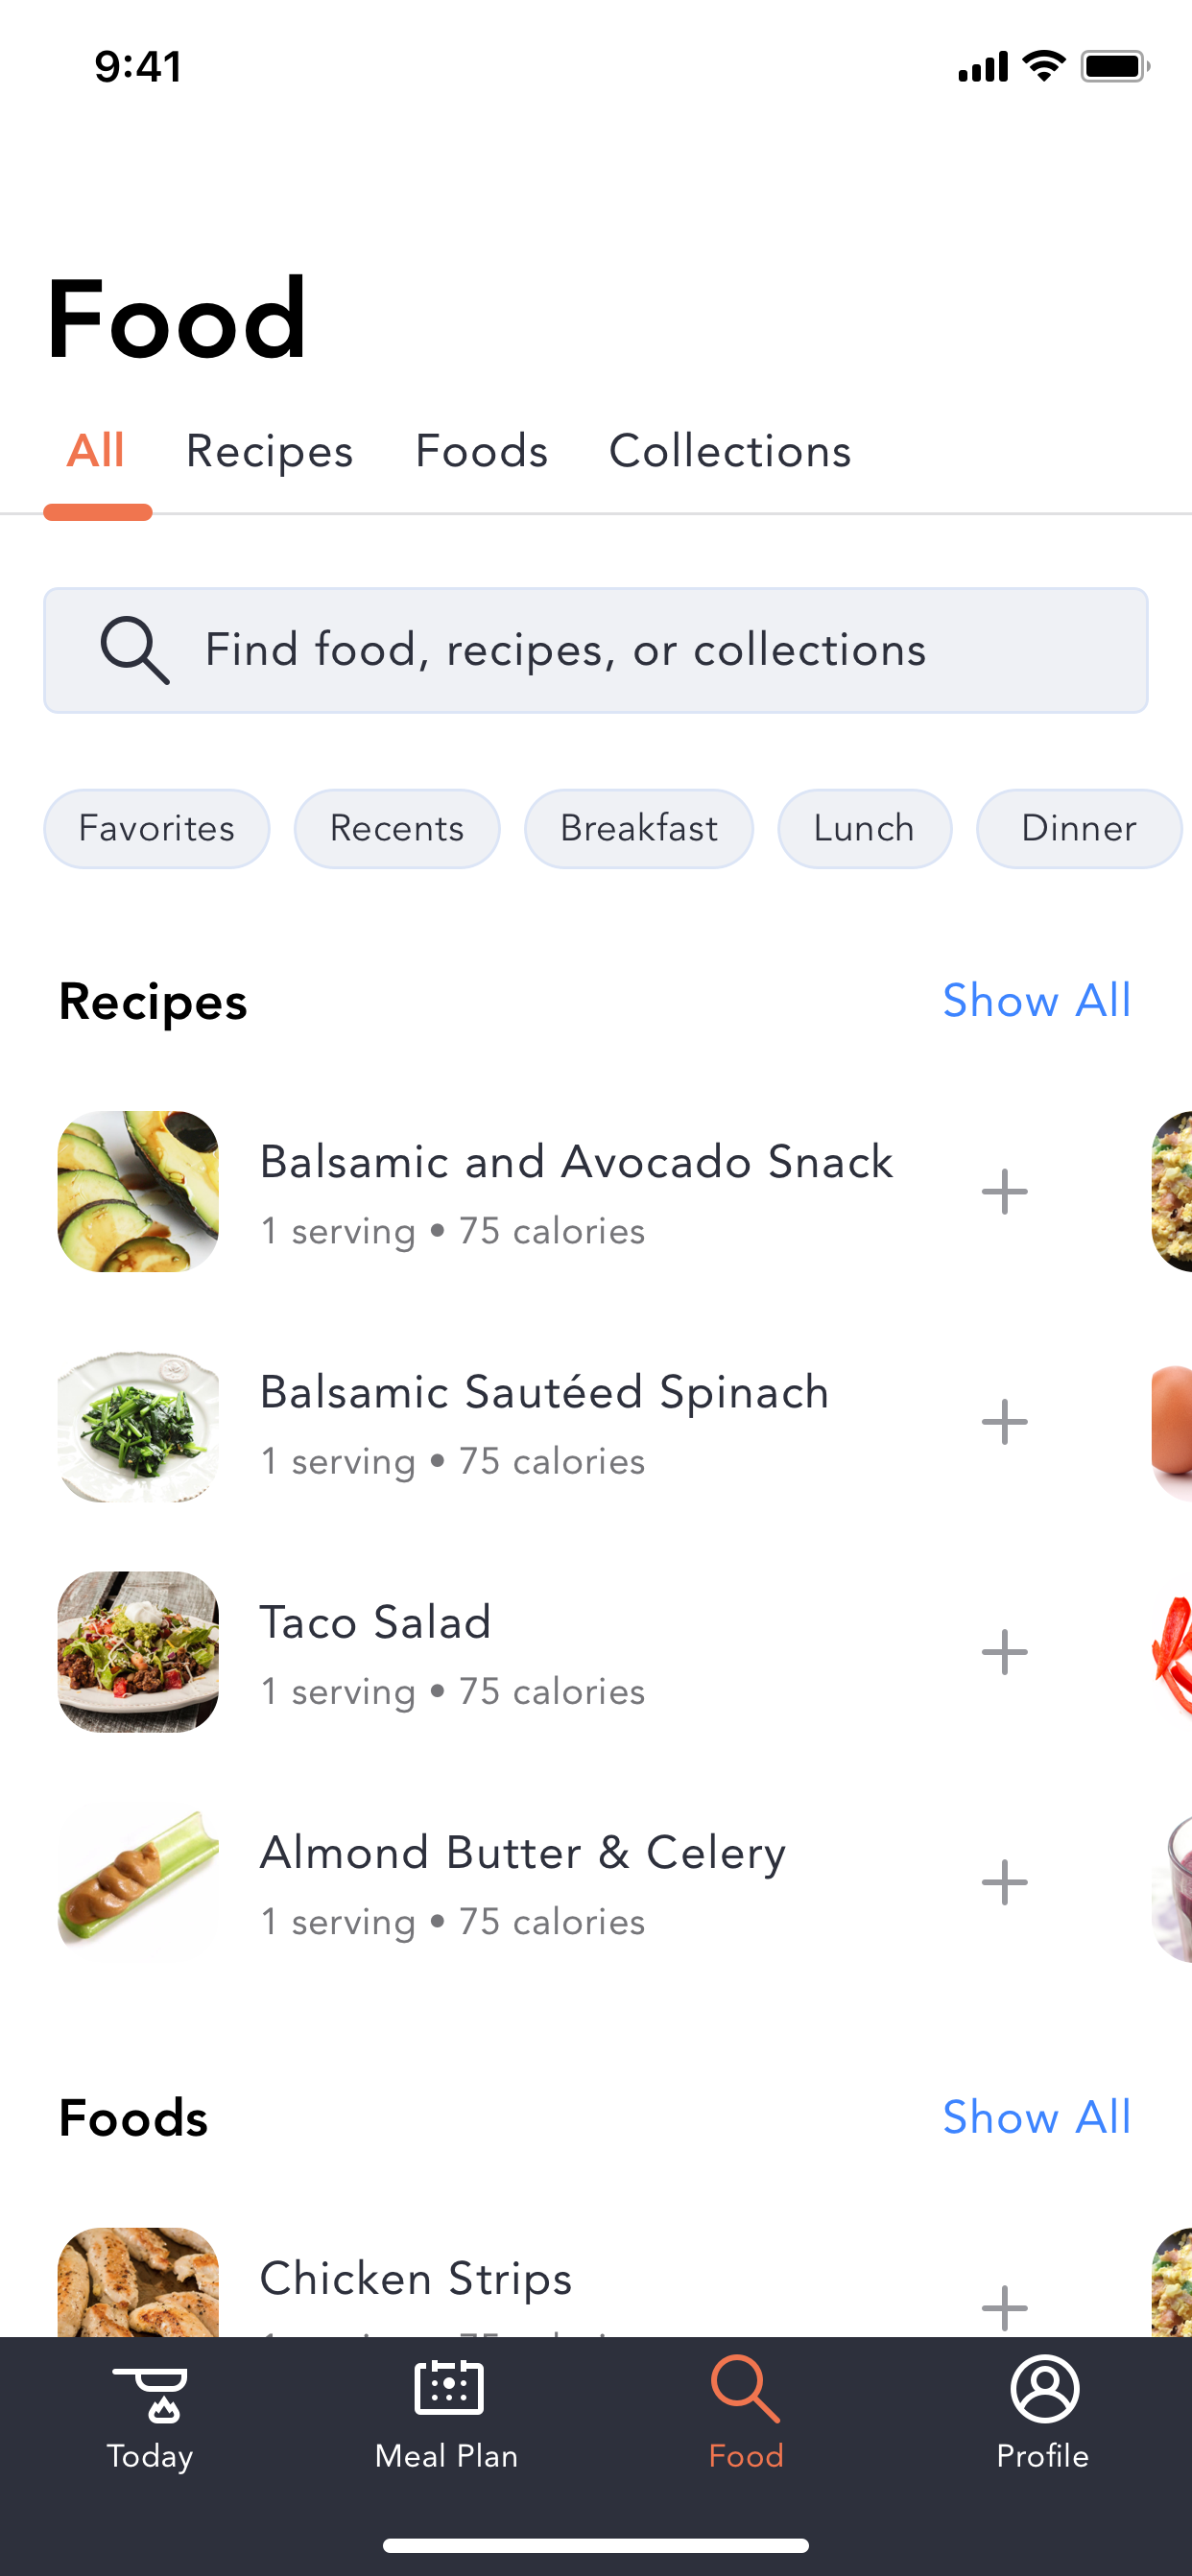 9:41
Food
All Recipes Foods Collections
Find food, recipes, or collections
Favorites Recents Breakfast Lunch Dinner
Recipes Show All
Balsamic and Avocado Snack
1 serving • 75 calories
Balsamic Sautéed Spinach
1 serving • 75 calories
Taco Salad
1 serving • 75 calories
Almond Butter & Celery
1 serving • 75 calories
Foods Show All
Chicken Strips
Today Meal Plan Food Profile